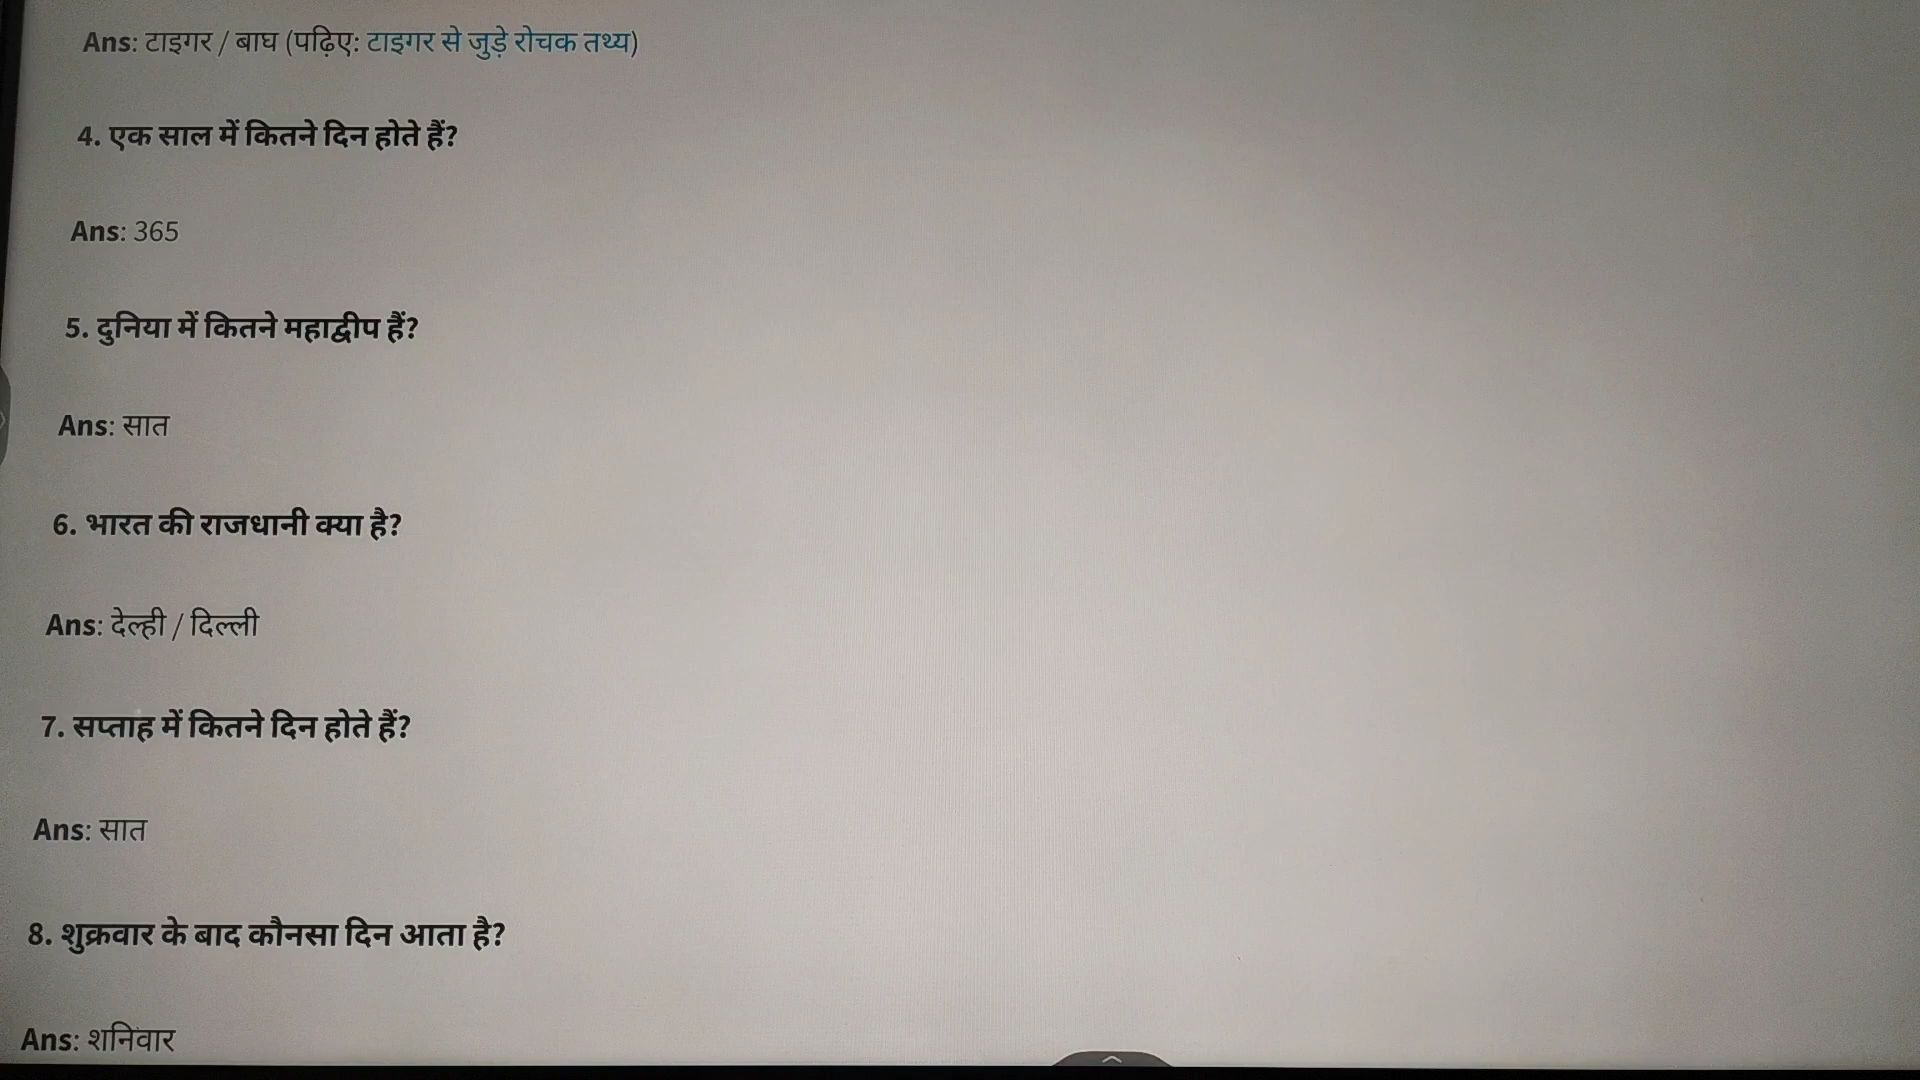 Ans: टाइगर / बाघ (पढ़िए: टाइगर से जुड़े रोचक तथ्य)
4. एक साल में कितने दिन होते हैं?
Ans: 365
5. दुनिया में कितने महाद्वीप हैं?
Ans: सात
6. भारत की राजधानी क्या है?
Ans: देल्ही / दिल्ली
7. सप्ताह में कितने दिन होते हैं?
Ans: सात
8. शुक्रवार के बाद कौनसा दिन आता है?
Ans: शनिवार